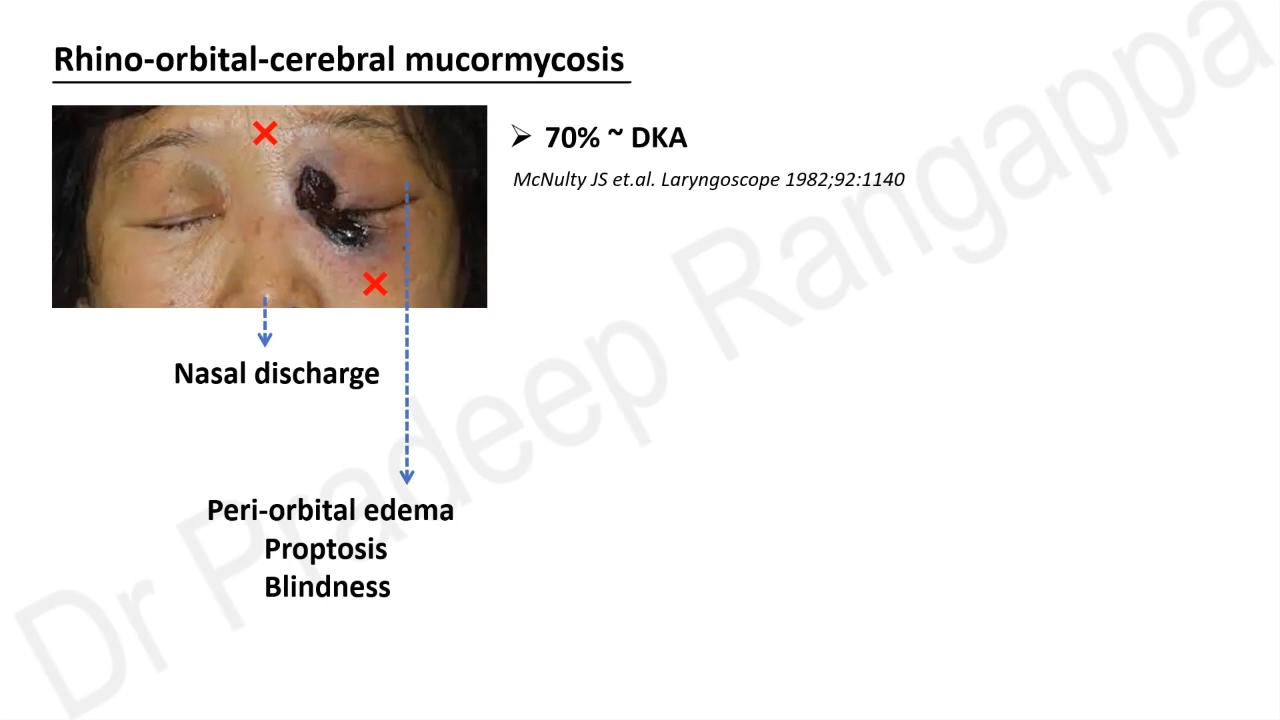 Rhino-orbital-cerebral mucormycosis
➢ 70% ~ DKA
McNulty JS et.al. Laryngoscope 1982;92:1140
Nasal discharge
Peri-orbital edema
Proptosis
Blindness
Dr Pradeep Rangappa